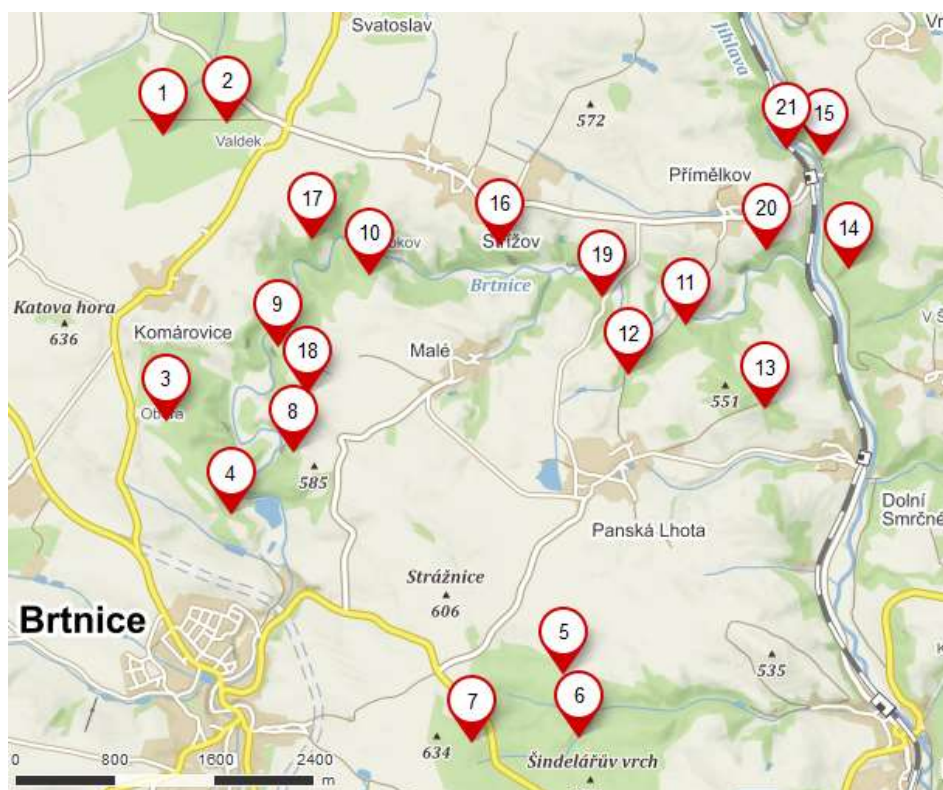 Svatoslav
Vr
Jihlava
1
2
21
15
572
Valdek
Přímělkov
17
16
20
10
Střížov
14
19
Brtnice
11
Katova hora
636
9
Komárovice
12
V Š
18
Malé
3
13
551
8
4
585
Dolní
Smrčné
Panská Lhota
Strážnice
606
Brtnice
5
535
K
6
7
634
Šindelářův vrch
0 800 1600 2400
m